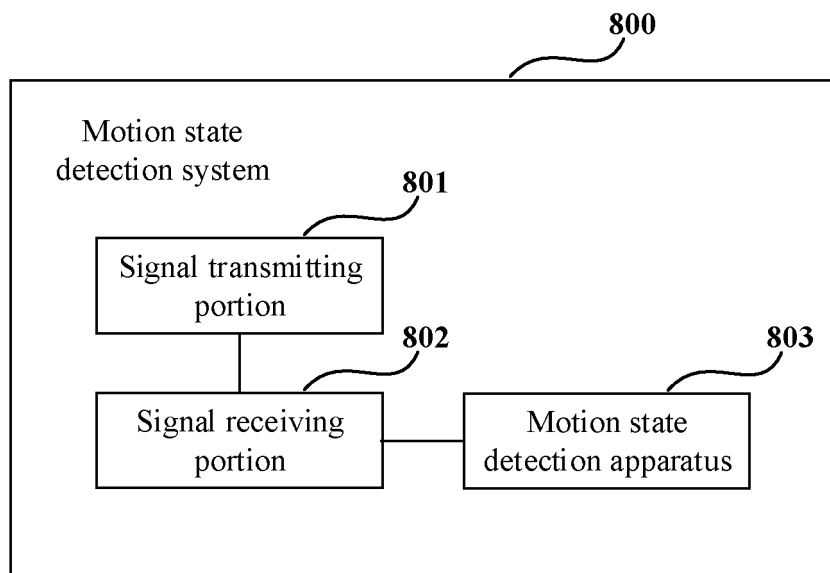 800
Motion state
detection system
801
Signal transmitting
portion
802
Signal receiving
portion
803
Motion state
detection apparatus